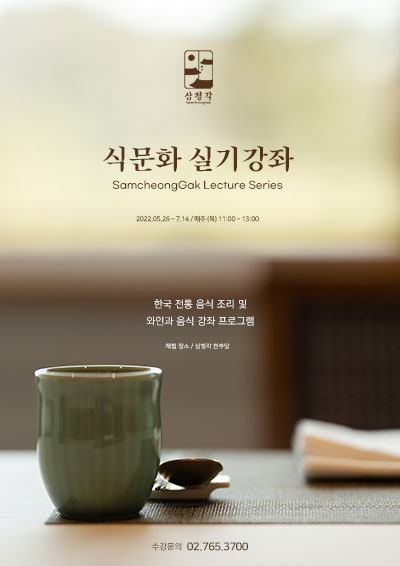 삼청각
식문화 실기강좌
SamcheongGak Lecture Series
2022.05.26 ~ 7.14 / 매주 (목) 11:00 ~ 13:00
한국 전통 음식 조리 및
와인과 음식 강좌 프로그램
체험 장소 / 삼청각 천추당
수강문의 02.765.3700